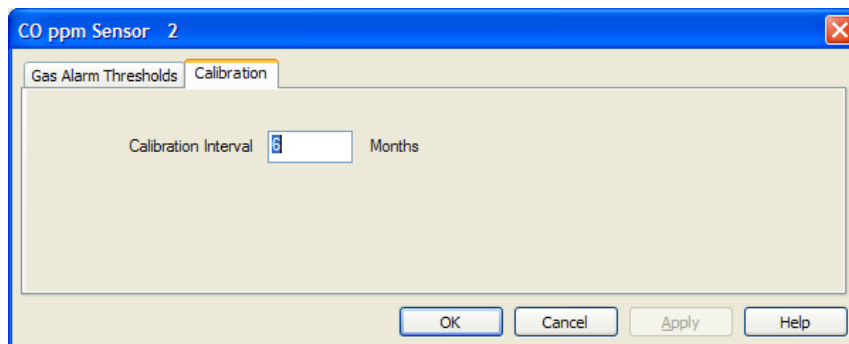 CO ppm Sensor 2
Gas Alarm Thresholds Calibration
Calibration Interval 6 Months
OK Cancel Apply Help